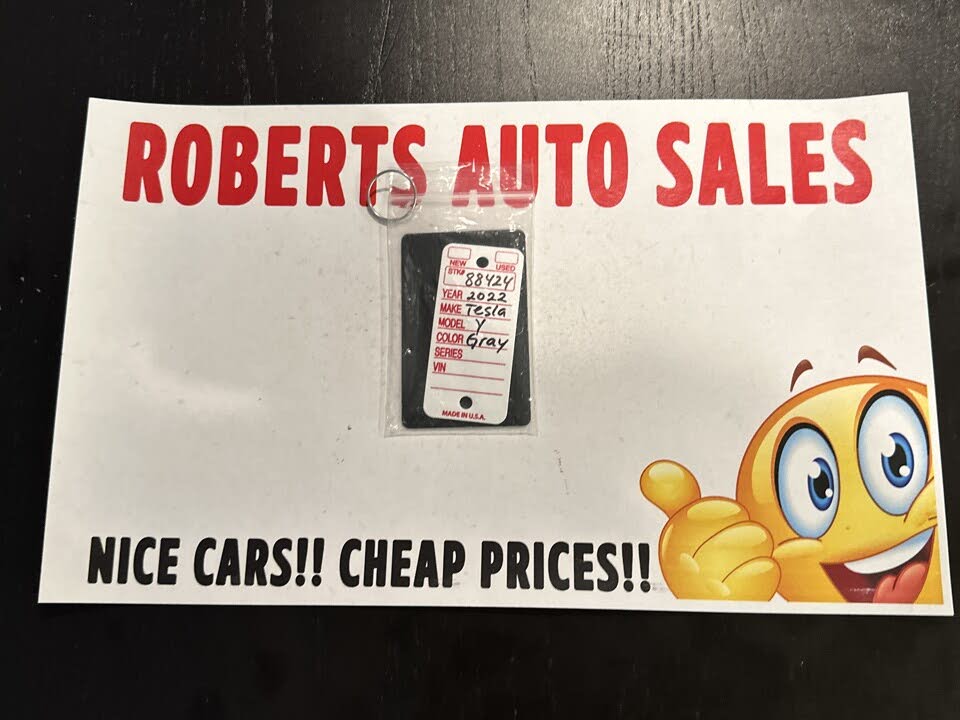 ROBERTS AUTO SALES
NEW USED
STK# 88424
YEAR 2022
MAKE Tesla
MODEL Y
COLOR Gray
SERIES
VIN
MADE IN U.S.A.
NICE CARS!! CHEAP PRICES!!